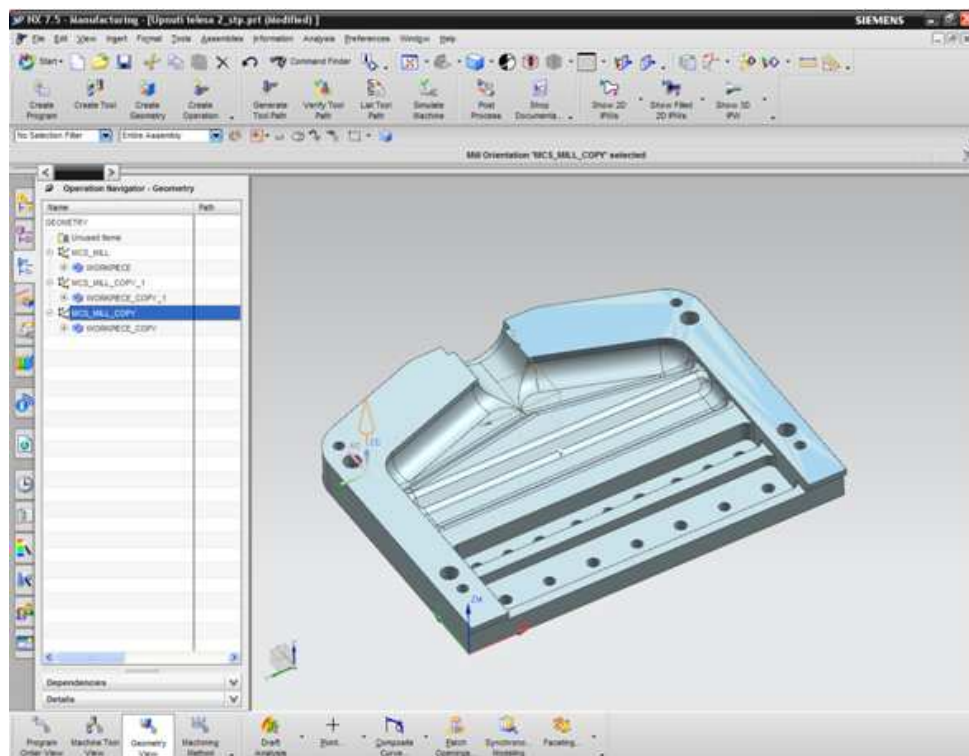 NX 7.5 - Manufacturing - [Upnuti telesa 2_stp.prt (Modified) ]
SIEMENS
File Edit View Insert Format Tools Assemblies Information Analysis Preferences Window Help
Start Command Finder
Create Program Create Tool Create Geometry Create Operation Generate Tool Path Verify Tool Path List Tool Path Simulate Machine Post Process Shop Documenta... Show 2D IPWs Show Filled 2D IPWs Show 3D IPW
No Selection Filter Entire Assembly
Mill Orientation 'MCS_MILL_COPY' selected
Operation Navigator - Geometry
Name Path
GEOMETRY
Unused Items
MCS_MILL
WORKPIECE
MCS_MILL_COPY_1
WORKPIECE_COPY_1
MCS_MILL_COPY
WORKPIECE_COPY
ZM
Dependencies
Details
Program Order View Machine Tool View Geometry View Machining Method Draft Analysis Point... Composite Curve... Patch Openings... Synchrono... Modeling Faceting...